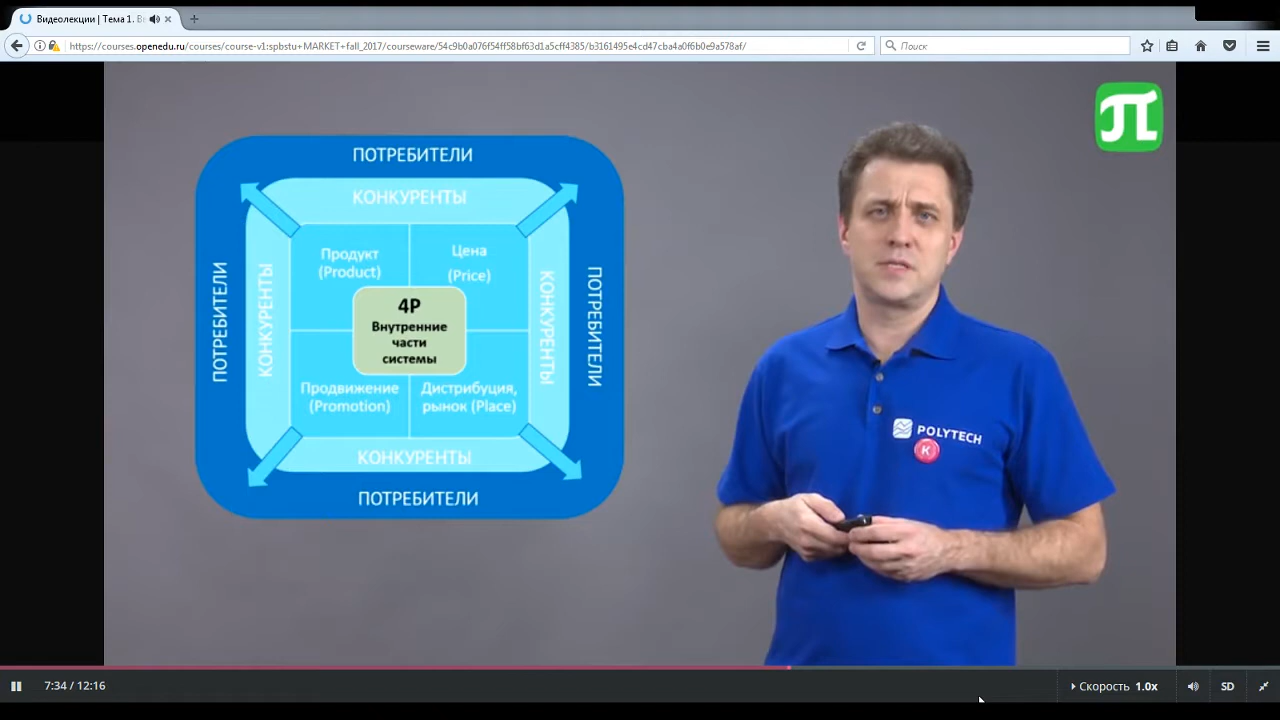 Видеолекции | Тема 1. В
https://courses.openedu.ru/courses/course-v1:spbstu+MARKET+fall_2017/courseware/54c9b0a076f54ff58bf63d1a5cff4385/b3161495e4cd47cba4a0f6b0e9a578af/
Поиск
ПОТРЕБИТЕЛИ
КОНКУРЕНТЫ
Продукт
(Product)
Цена
(Price)
ПОТРЕБИТЕЛИ
КОНКУРЕНТЫ
4P
Внутренние
части
системы
КОНКУРЕНТЫ
ПОТРЕБИТЕЛИ
Продвижение
(Promotion)
Дистрибуция,
рынок (Place)
КОНКУРЕНТЫ
ПОТРЕБИТЕЛИ
POLYTECH
К
7:34 / 12:16
Скорость 1.0x
SD